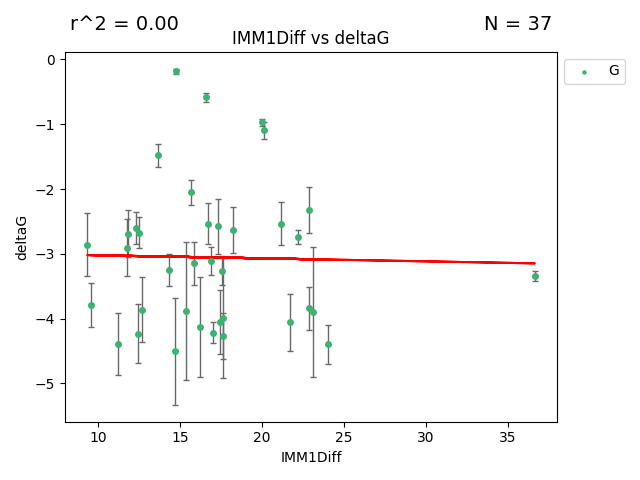 r^2 = 0.00
N = 37
IMM1Diff vs deltaG
G
0
−1
−2
−3
−4
−5
deltaG
10 15 20 25 30 35
IMM1Diff